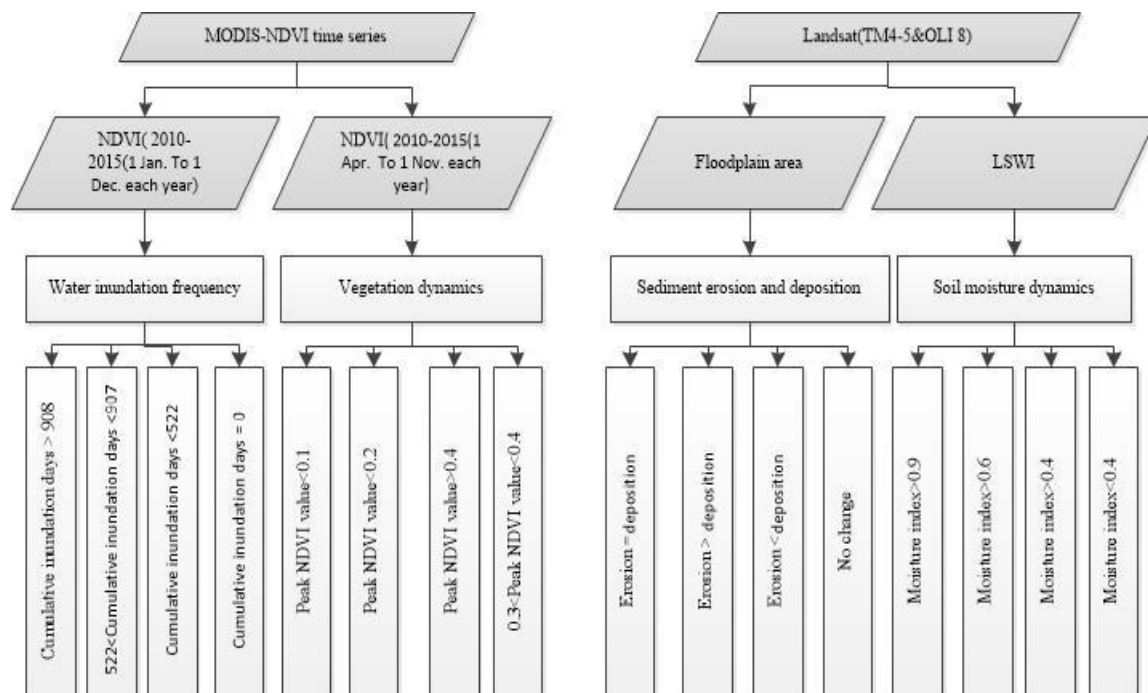 MODIS-NDVI time series
Landsat(TM4-5&OLI 8)
NDVI( 2010-
2015(1 Jan. To 1
Dec. each year)
NDVI( 2010-2015(1
Apr. To 1 Nov. each
year)
Floodplain area
LSWI
Water inundation frequency
Vegetation dynamics
Sediment erosion and deposition
Soil moisture dynamics
Cumulative inundation days > 908
522<Cumulative inundation days <907
Cumulative inundation days <522
Cumulative inundation days = 0
Peak NDVI value<0.1
Peak NDVI value<0.2
Peak NDVI value>0.4
0.3<Peak NDVI value<0.4
Erosion = deposition
Erosion > deposition
Erosion < deposition
No change
Moisture index>0.9
Moisture index>0.6
Moisture index>0.4
Moisture index<0.4